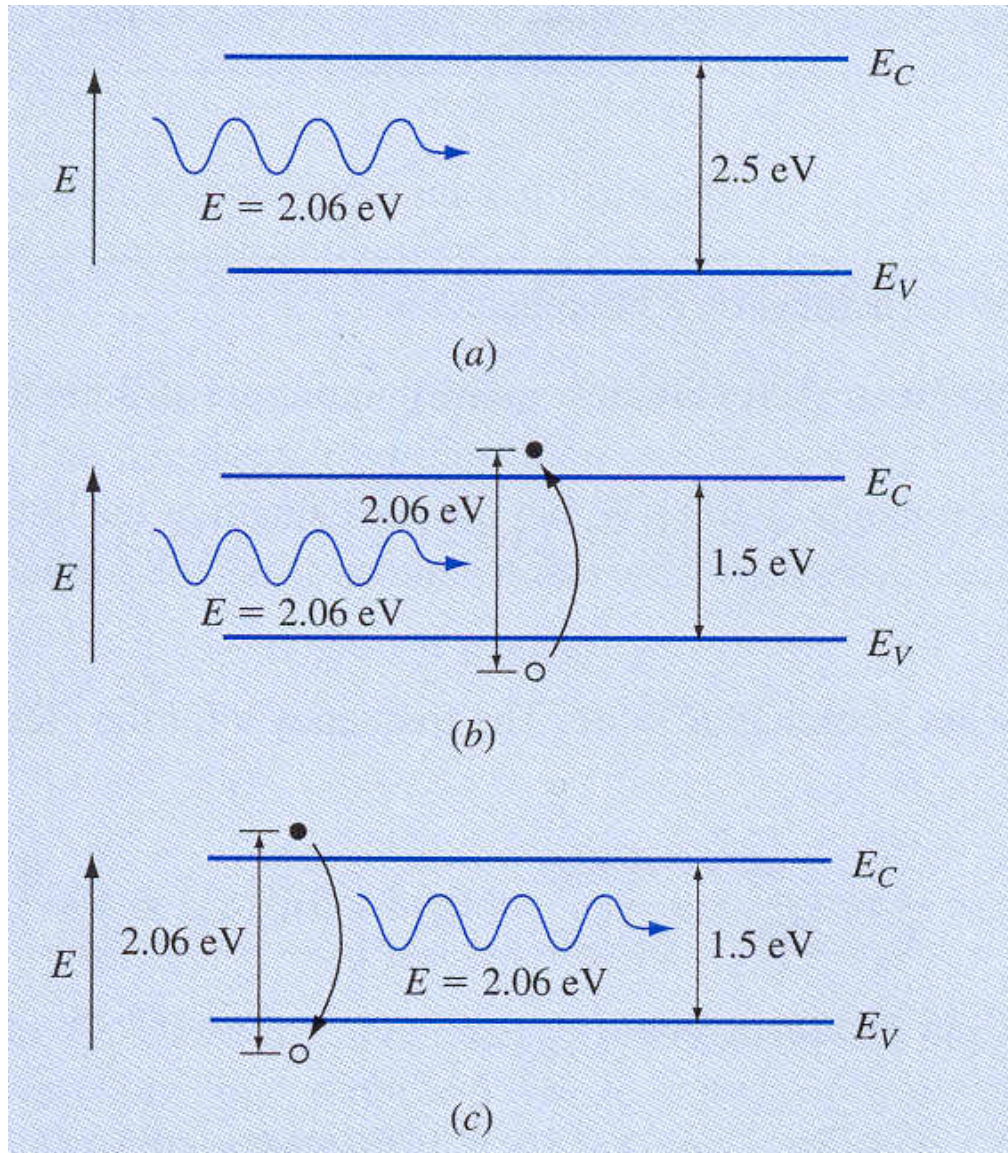 E_C
E
2.5 eV
E = 2.06 eV
E_V
(a)
E_C
2.06 eV
E
1.5 eV
E = 2.06 eV
E_V
(b)
E_C
2.06 eV
1.5 eV
E
E = 2.06 eV
E_V
(c)